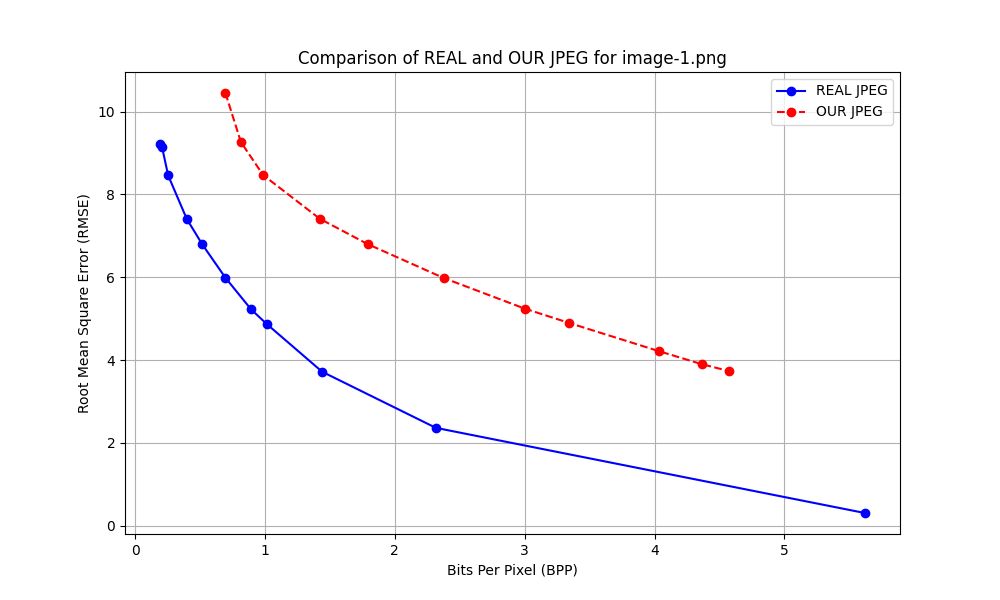 Comparison of REAL and OUR JPEG for image-1.png
REAL JPEG
OUR JPEG
Root Mean Square Error (RMSE)
10
8
6
4
2
0
0 1 2 3 4 5
Bits Per Pixel (BPP)